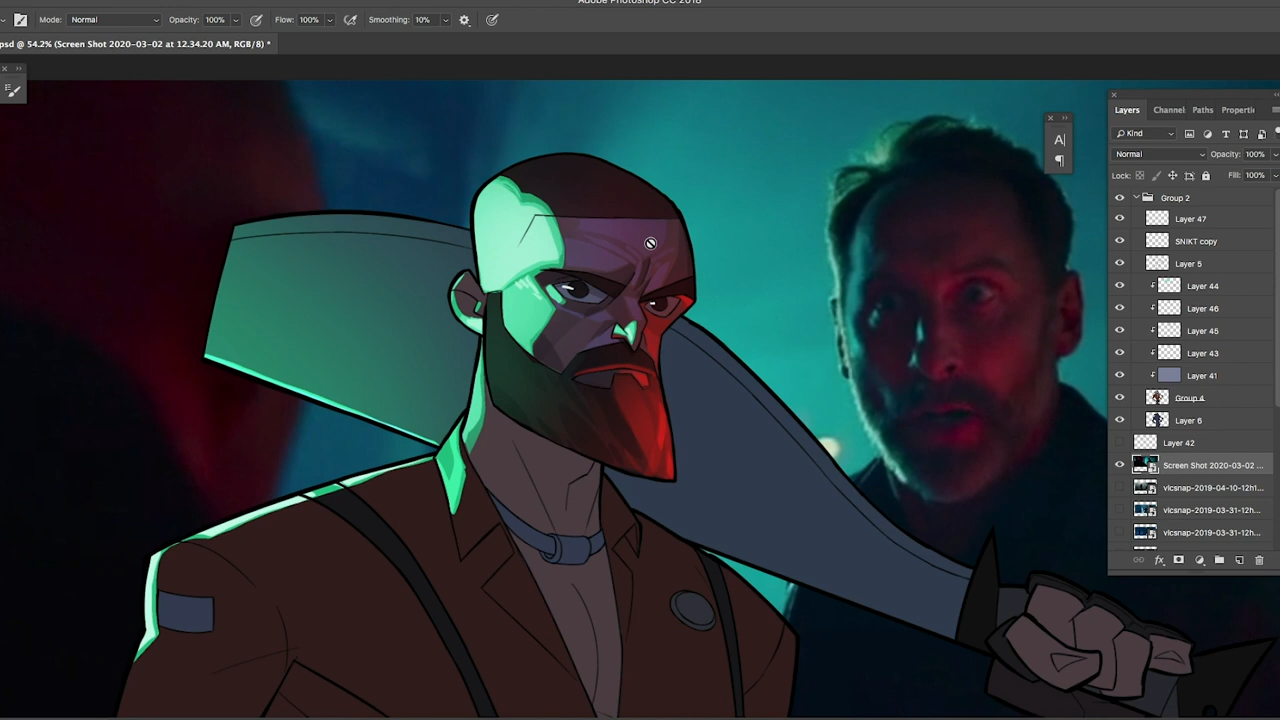 Adobe Photoshop CC 2018
Mode: Normal Opacity: 100% Flow: 100% Smoothing: 10%
psd @ 54.2% (Screen Shot 2020-03-02 at 12.34.20 AM, RGB/8) *
Layers Channel Paths Properti
Kind T
A
Normal Opacity: 100%
Lock: Fill: 100%
Group 2
Layer 47
SNIKT copy
Layer 5
Layer 44
Layer 46
Layer 45
Layer 43
Layer 41
Group 4
Layer 6
Layer 42
Screen Shot 2020-03-02 ...
vlcsnap-2019-04-10-12h1...
vlcsnap-2019-03-31-12h...
vlcsnap-2019-03-31-12h...
fx